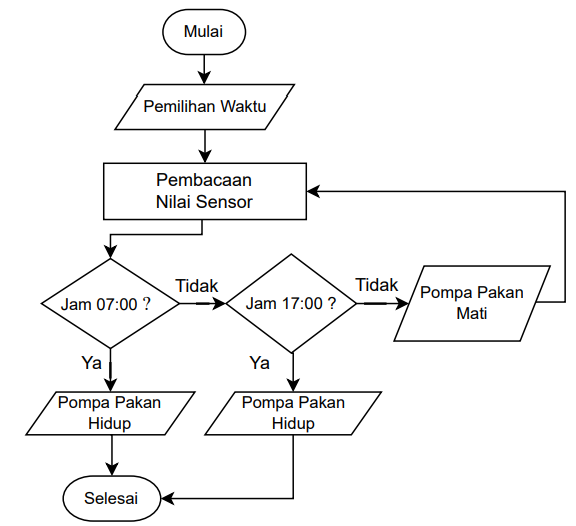 Mulai
Pemilihan Waktu
Pembacaan
Nilai Sensor
Jam 07:00 ?
Tidak
Jam 17:00 ?
Tidak
Pompa Pakan
Mati
Ya
Ya
Pompa Pakan
Hidup
Pompa Pakan
Hidup
Selesai